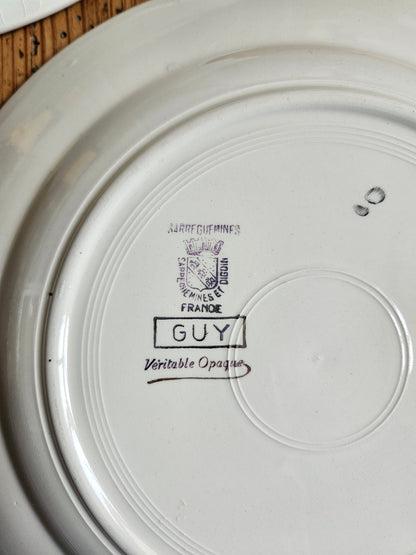 SARREGUEMINES
SARREGUEMINES ET DIGOIN
FRANCE
GUY
Véritable Opaque